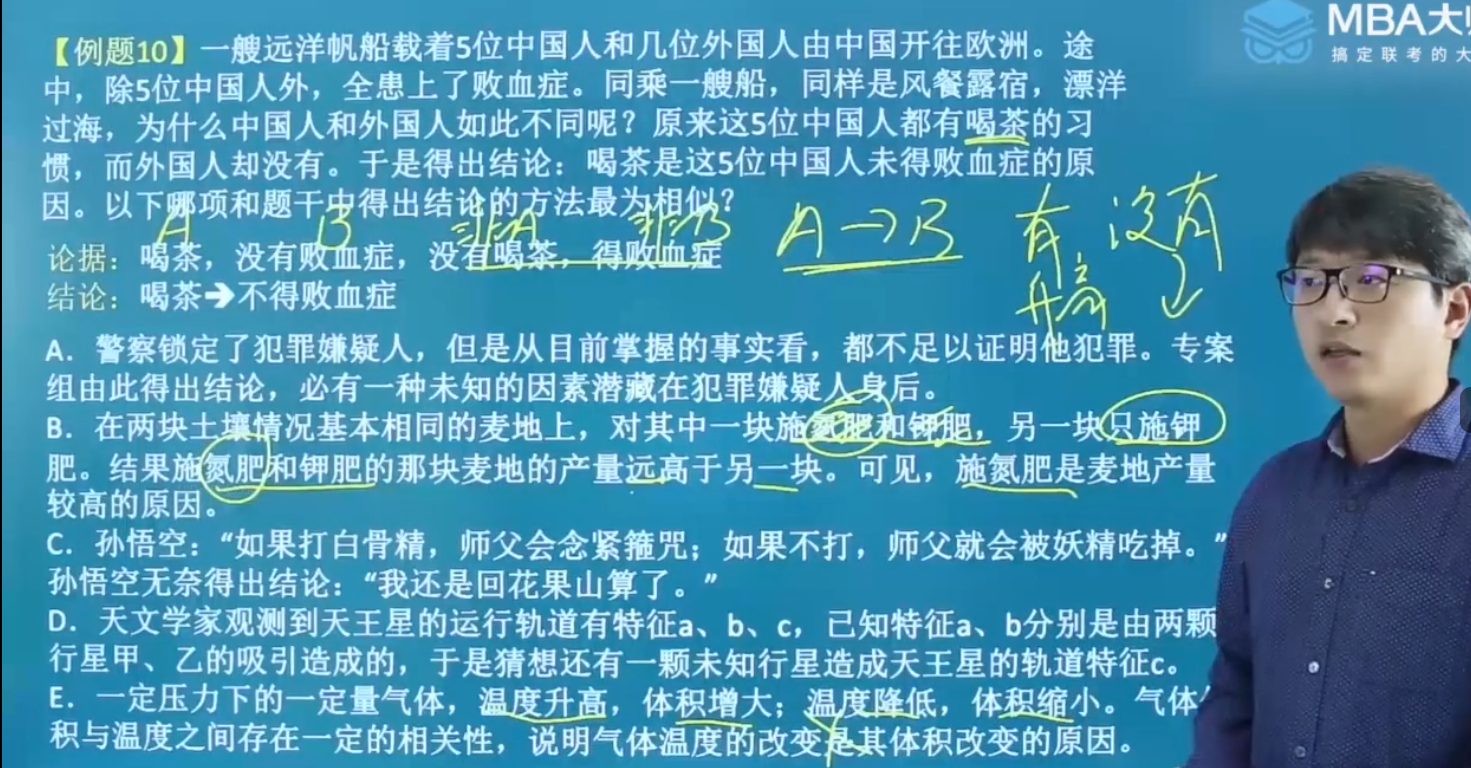 MBA大
搞定联考的大
【例题10】一艘远洋帆船载着5位中国人和几位外国人由中国开往欧洲。途
中，除5位中国人外，全患上了败血症。同乘一艘船，同样是风餐露宿，漂洋
过海，为什么中国人和外国人如此不同呢？原来这5位中国人都有喝茶的习
惯，而外国人却没有。于是得出结论：喝茶是这5位中国人未得败血症的原
因。以下哪项和题干中得出结论的方法最为相似？
A B 非A 非B A→B 有 没有
论据：喝茶，没有败血症，没有喝茶，得败血症
结论：喝茶➔不得败血症
升高
A．警察锁定了犯罪嫌疑人，但是从目前掌握的事实看，都不足以证明他犯罪。专案
组由此得出结论，必有一种未知的因素潜藏在犯罪嫌疑人身后。
B．在两块土壤情况基本相同的麦地上，对其中一块施氮肥和钾肥，另一块只施钾
肥。结果施氮肥和钾肥的那块麦地的产量远高于另一块。可见，施氮肥是麦地产量
较高的原因。
C．孙悟空：“如果打白骨精，师父会念紧箍咒；如果不打，师父就会被妖精吃掉。”
孙悟空无奈得出结论：“我还是回花果山算了。”
D．天文学家观测到天王星的运行轨道有特征a、b、c，已知特征a、b分别是由两颗
行星甲、乙的吸引造成的，于是猜想还有一颗未知行星造成天王星的轨道特征c。
E．一定压力下的一定量气体，温度升高，体积增大；温度降低，体积缩小。气体
积与温度之间存在一定的相关性，说明气体温度的改变是其体积改变的原因。